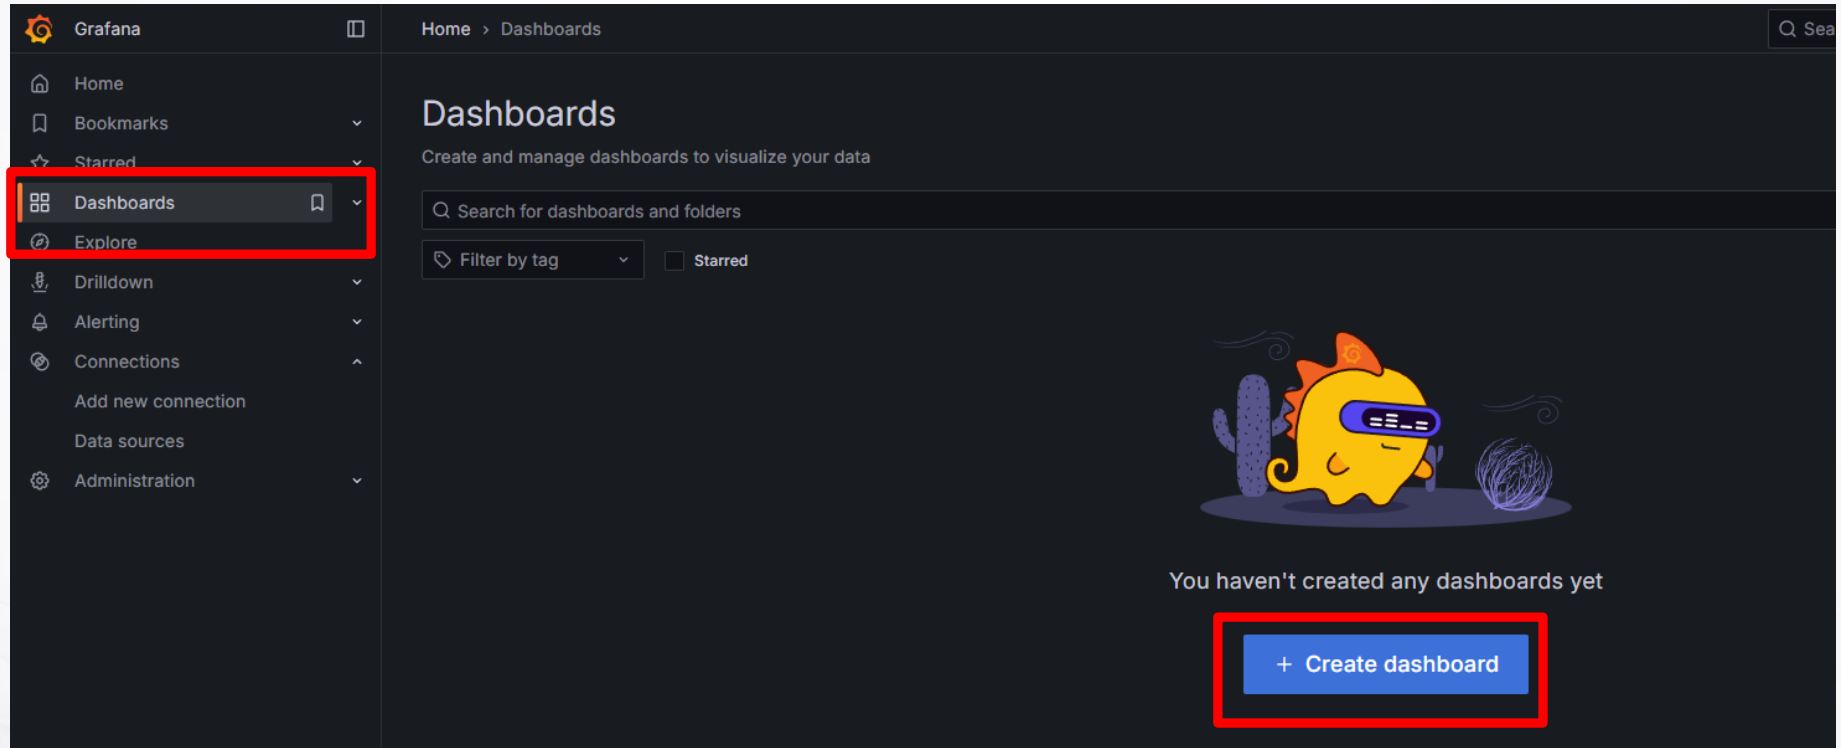 Grafana
Home
Bookmarks
Starred
Dashboards
Explore
Drilldown
Alerting
Connections
Add new connection
Data sources
Administration
Home › Dashboards
Sea
Dashboards
Create and manage dashboards to visualize your data
Search for dashboards and folders
Filter by tag
Starred
You haven't created any dashboards yet
+ Create dashboard